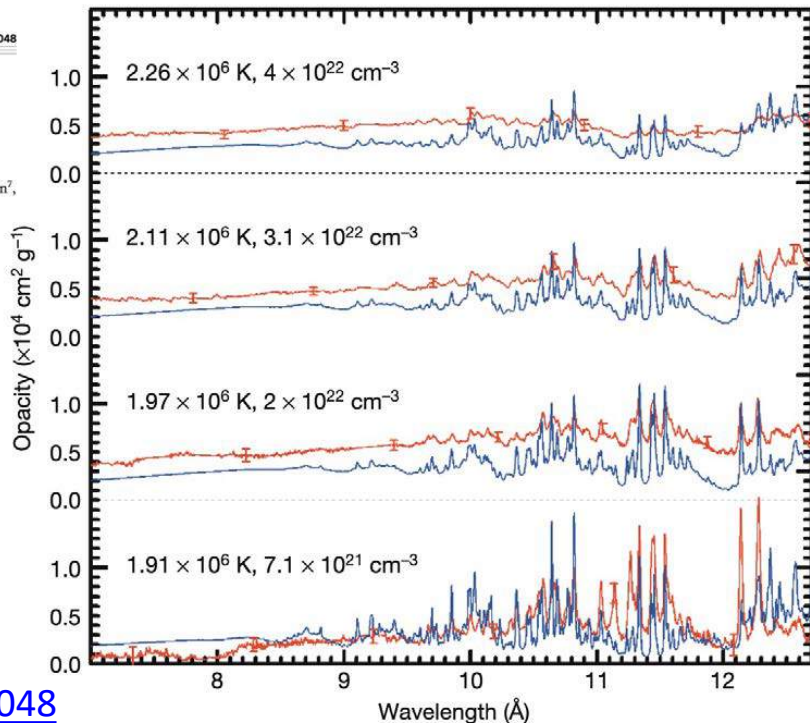 048
n⁷,
2.26 × 10⁶ K, 4 × 10²² cm⁻³
2.11 × 10⁶ K, 3.1 × 10²² cm⁻³
1.97 × 10⁶ K, 2 × 10²² cm⁻³
1.91 × 10⁶ K, 7.1 × 10²¹ cm⁻³
Opacity (×10⁴ cm² g⁻¹)
1.0
0.5
0.0
1.0
0.5
0.0
1.0
0.5
0.0
1.0
0.5
0.0
8 9 10 11 12
Wavelength (Å)
048